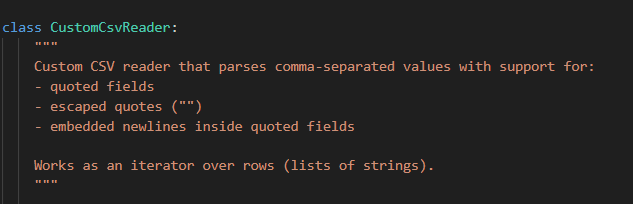 class CustomCsvReader:
"""
Custom CSV reader that parses comma-separated values with support for:
- quoted fields
- escaped quotes ("")
- embedded newlines inside quoted fields
Works as an iterator over rows (lists of strings).
"""